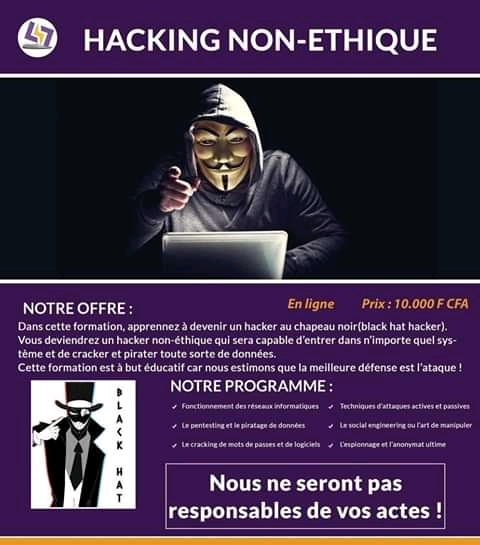 HACKING NON-ETHIQUE
NOTRE OFFRE :
En ligne
Prix : 10.000 F CFA
Dans cette formation, apprennez à devenir un hacker au chapeau noir(black hat hacker).
Vous deviendrez un hacker non-éthique qui sera capable d'entrer dans n'importe quel sys-
tème et de cracker et pirater toute sorte de données.
Cette formation est à but éducatif car nous estimons que la meilleure défense est l'attaque !
BLACK HAT
NOTRE PROGRAMME :
Fonctionnement des réseaux informatiques
Techniques d'attaques actives et passives
Le pentesting et le piratage de données
Le social engineering ou l'art de manipuler
Le cracking de mots de passes et de logiciels
L'espionnage et l'anonymat ultime
Nous ne seront pas
responsables de vos actes !